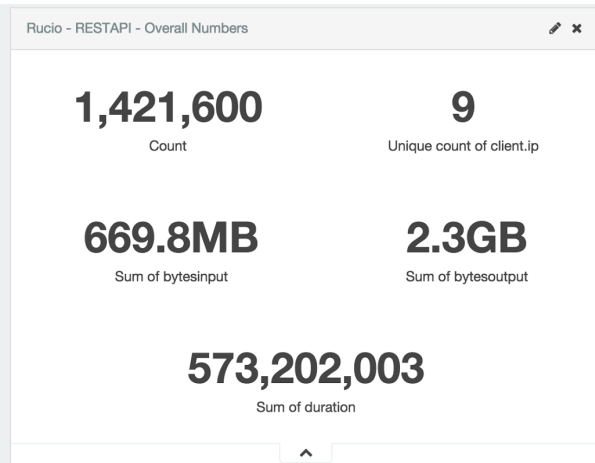 Rucio - RESTAPI - Overall Numbers
1,421,600
Count
9
Unique count of client.ip
669.8MB
Sum of bytesinput
2.3GB
Sum of bytesoutput
573,202,003
Sum of duration